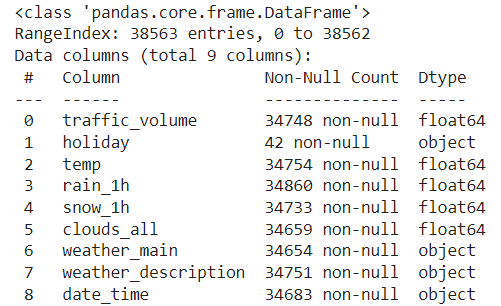 <class 'pandas.core.frame.DataFrame'>
RangeIndex: 38563 entries, 0 to 38562
Data columns (total 9 columns):
 #   Column               Non-Null Count  Dtype
---  ------               --------------  -----
 0   traffic_volume       34748 non-null  float64
 1   holiday              42 non-null     object
 2   temp                 34754 non-null  float64
 3   rain_1h              34860 non-null  float64
 4   snow_1h              34733 non-null  float64
 5   clouds_all           34659 non-null  float64
 6   weather_main         34654 non-null  object
 7   weather_description  34751 non-null  object
 8   date_time            34683 non-null  object